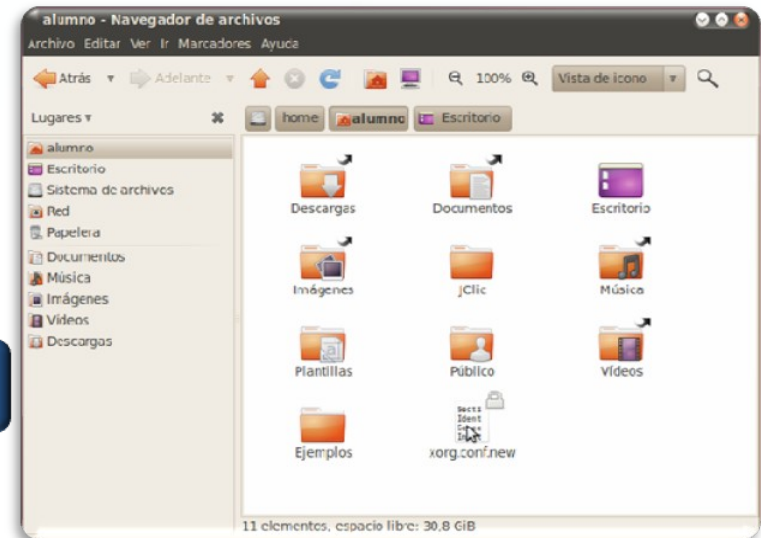 alumno - Navegador de archivos
Archivo Editar Ver Ir Marcadores Ayuda
Atrás Adelante 100% Vista de icono
Lugares home alumno Escritorio
alumno
Escritorio
Sistema de archivos
Red
Papelera
Documentos
Música
Imágenes
Vídeos
Descargas
Descargas Documentos Escritorio
Imágenes JClic Música
Plantillas Público Vídeos
Ejemplos xorg.conf.new
11 elementos, espacio libre: 30,8 GiB